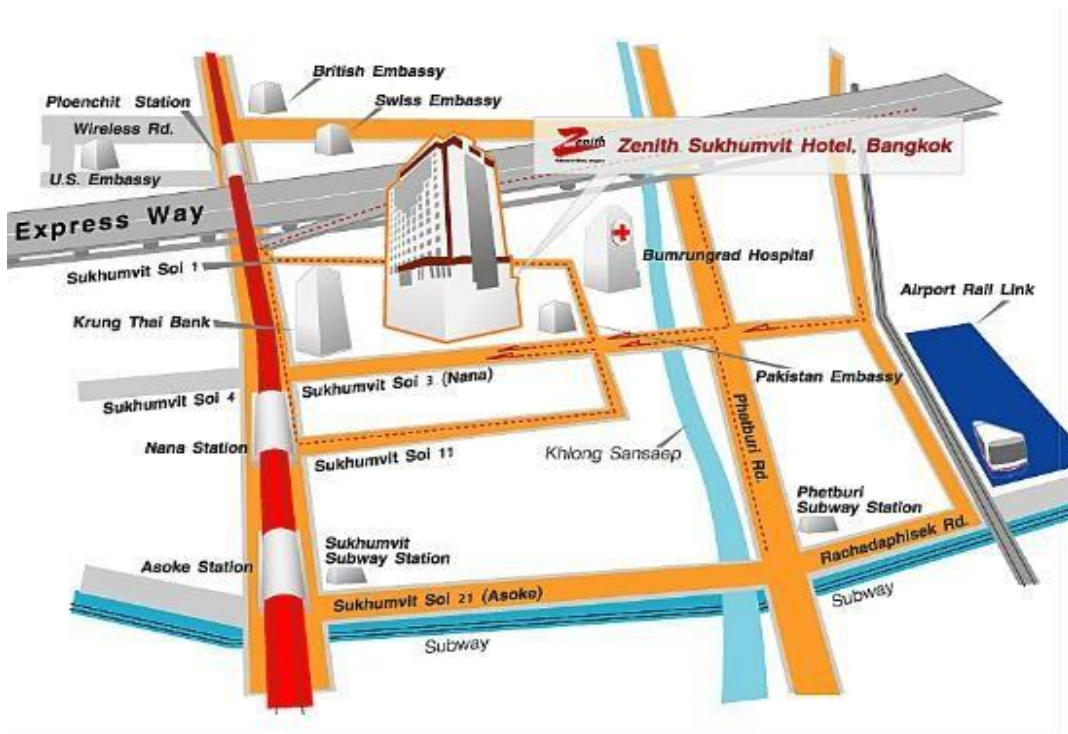 British Embassy
Ploenchit Station
Swiss Embassy
Wireless Rd.
Zenith
Zenith Sukhumvit Hotel, Bangkok
U.S. Embassy
Express Way
Sukhumvit Soi 1
Bumrungrad Hospital
Airport Rail Link
Krung Thai Bank
Sukhumvit Soi 3 (Nana)
Pakistan Embassy
Sukhumvit Soi 4
Phetburi Rd.
Nana Station
Sukhumvit Soi 11
Khlong Sansaep
Phetburi
Subway Station
Sukhumvit
Subway Station
Rachadaphisek Rd.
Asoke Station
Sukhumvit Soi 21 (Asoke)
Subway
Subway